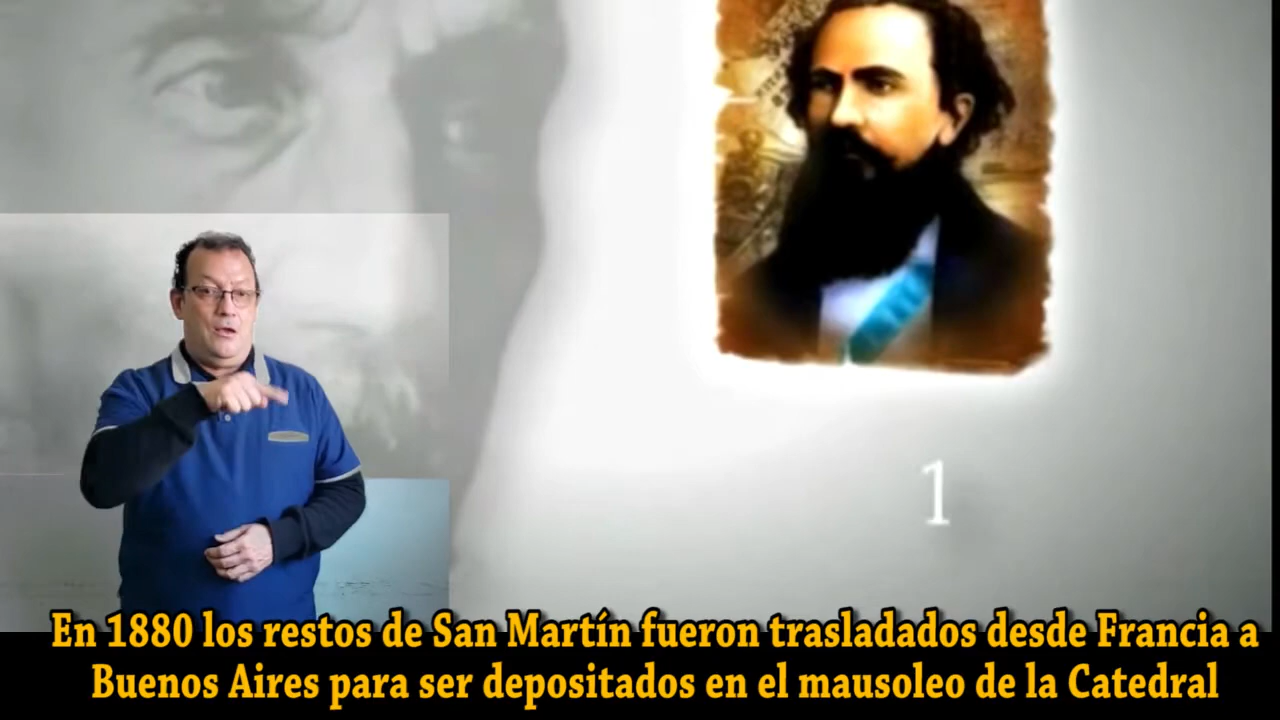 1
En 1880 los restos de San Martín fueron trasladados desde Francia a
Buenos Aires para ser depositados en el mausoleo de la Catedral